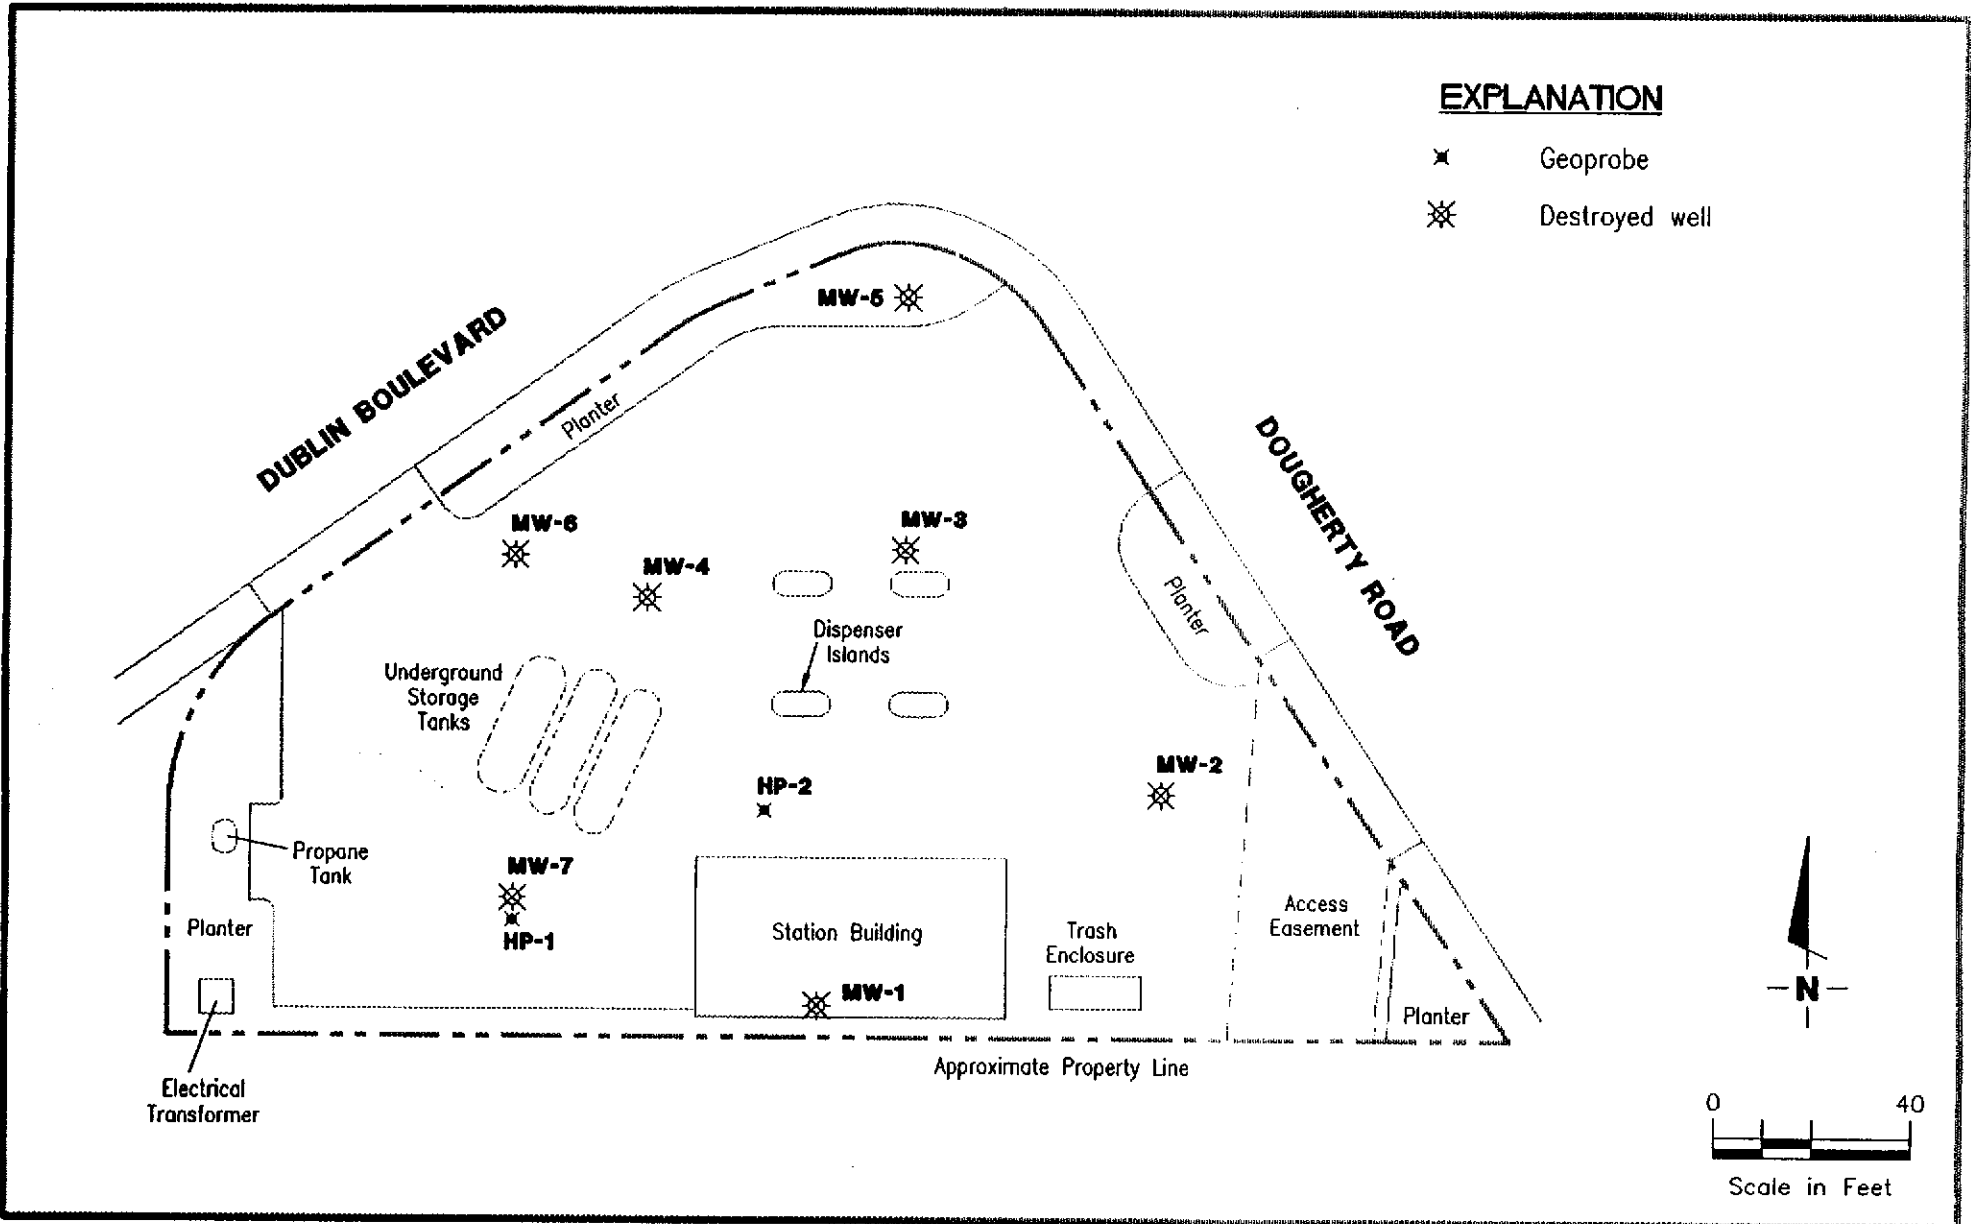 EXPLANATION
Geoprobe
Destroyed well
MW-5
DUBLIN BOULEVARD
Planter
DOUGHERTY ROAD
MW-6
MW-3
MW-4
Planter
Dispenser
Islands
Underground
Storage
Tanks
MW-2
HP-2
Propane
Tank
MW-7
HP-1
Planter
Station Building
Trash
Enclosure
Access
Easement
MW-1
Planter
N
Approximate Property Line
Electrical
Transformer
0 40
Scale in Feet